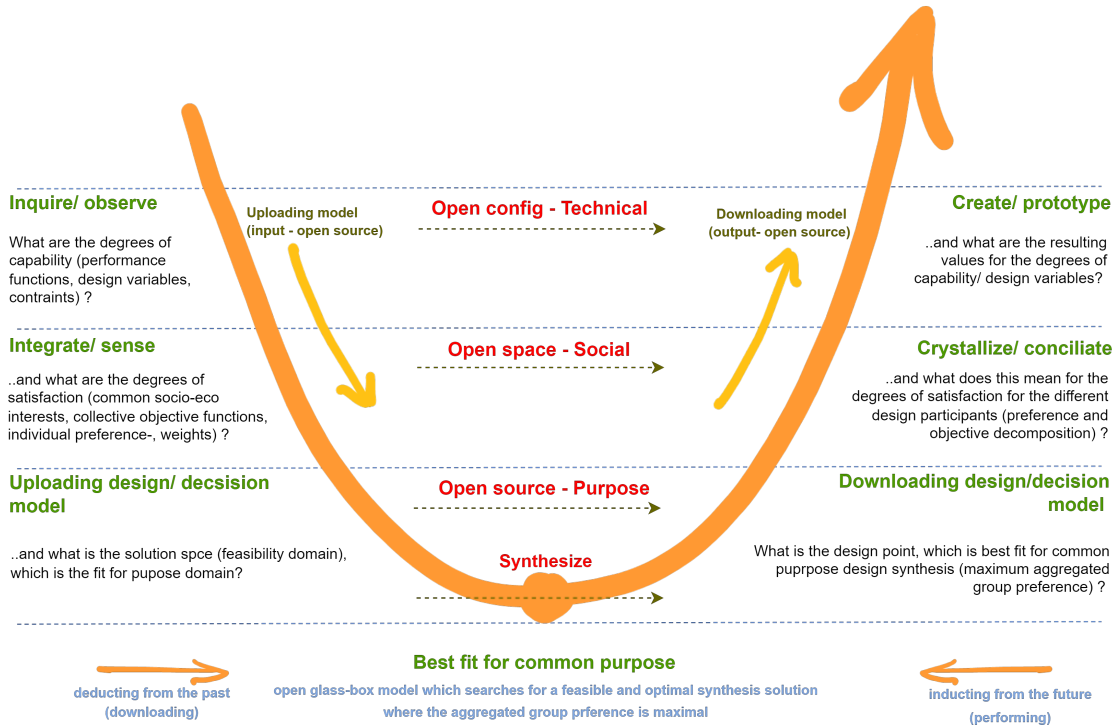 Inquire/ observe
What are the degrees of
capability (performance
functions, design variables,
contraints) ?
Uploading model
(input - open source)
Open config - Technical
Downloading model
(output- open source)
Create/ prototype
..and what are the resulting
values for the degrees of
capability/ design variables?
Integrate/ sense
..and what are the degrees of
satisfaction (common socio-eco
interests, collective objective functions,
individual preference-, weights) ?
Open space - Social
Crystallize/ conciliate
..and what does this mean for the
degrees of satisfaction for the different
design participants (preference and
objective decomposition) ?
Uploading design/ decsision
model
..and what is the solution spce (feasibility domain),
which is the fit for pupose domain?
Open source - Purpose
Synthesize
Downloading design/decision
model
What is the design point, which is best fit for common
puprpose design synthesis (maximum aggregated
group preference) ?
Best fit for common purpose
open glass-box model which searches for a feasible and optimal synthesis solution
where the aggregated group prference is maximal
deducting from the past
(downloading)
inducting from the future
(performing)